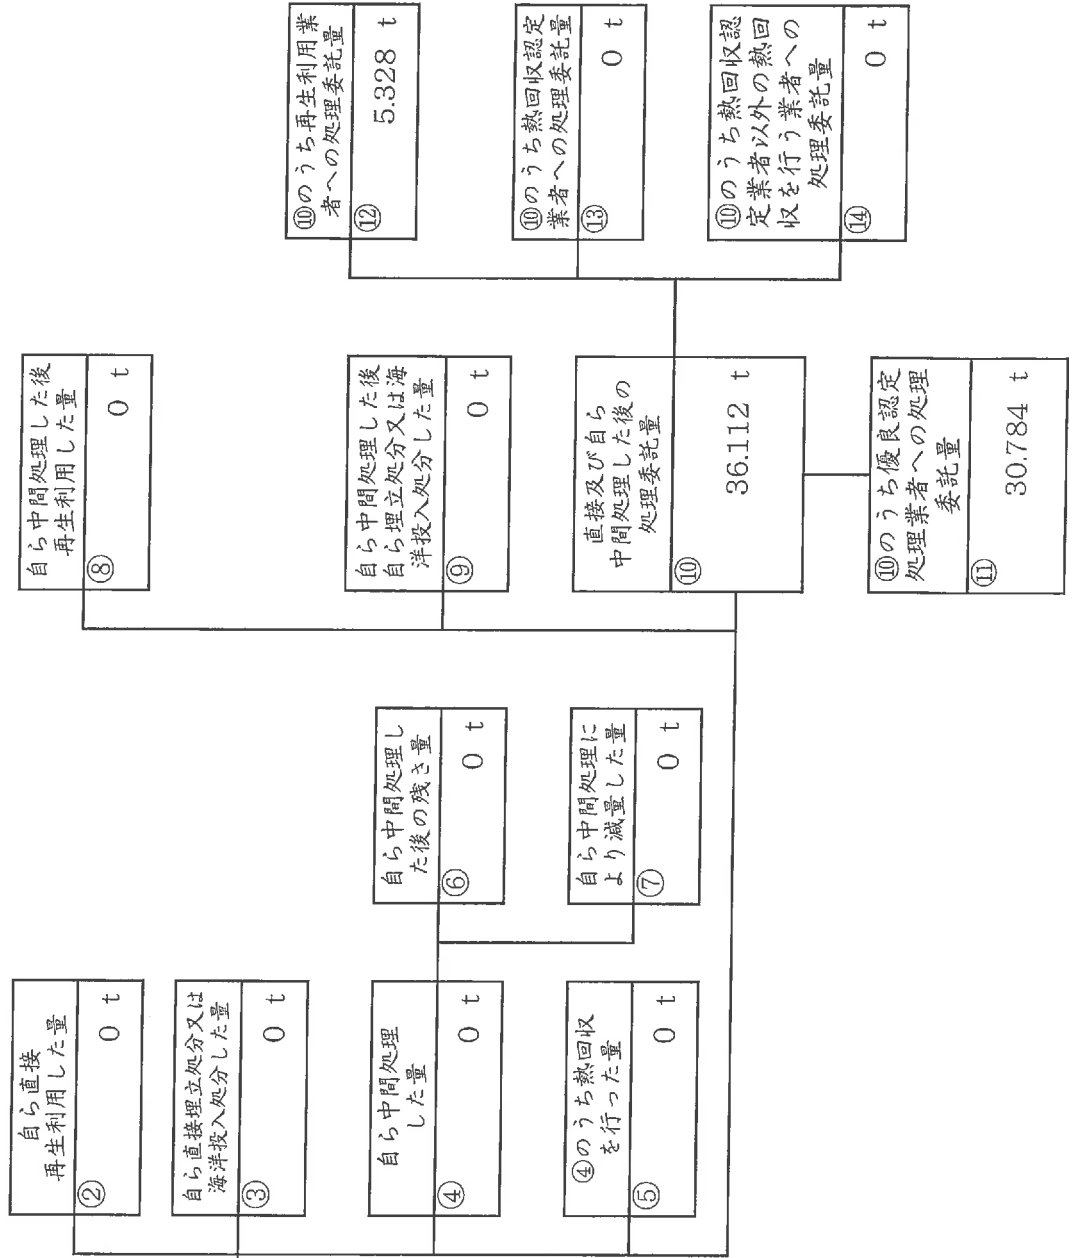 自ら直接
再生利用した量
② 0 t
自ら直接埋立処分又は
海洋投入処分した量
③ 0 t
自ら中間処理
した量
④ 0 t
④のうち熱回収
を行った量
⑤ 0 t
自ら中間処理し
た後の残さ量
⑥ 0 t
自ら中間処理に
より減量した量
⑦ 0 t
自ら中間処理した後
再生利用した量
⑧ 0 t
自ら中間処理した後
自ら埋立処分又は海
洋投入処分した量
⑨ 0 t
直接及び自ら
中間処理した後の
処理委託量
⑩ 36.112 t
⑩のうち優良認定
処理業者への処理
委託量
⑪ 30.784 t
⑩のうち再生利用業
者への処理委託量
⑫ 5.328 t
⑩のうち熱回収認定
業者への処理委託量
⑬ 0 t
⑩のうち熱回収認
定業者以外の熱回
収を行う業者への
処理委託量
⑭ 0 t